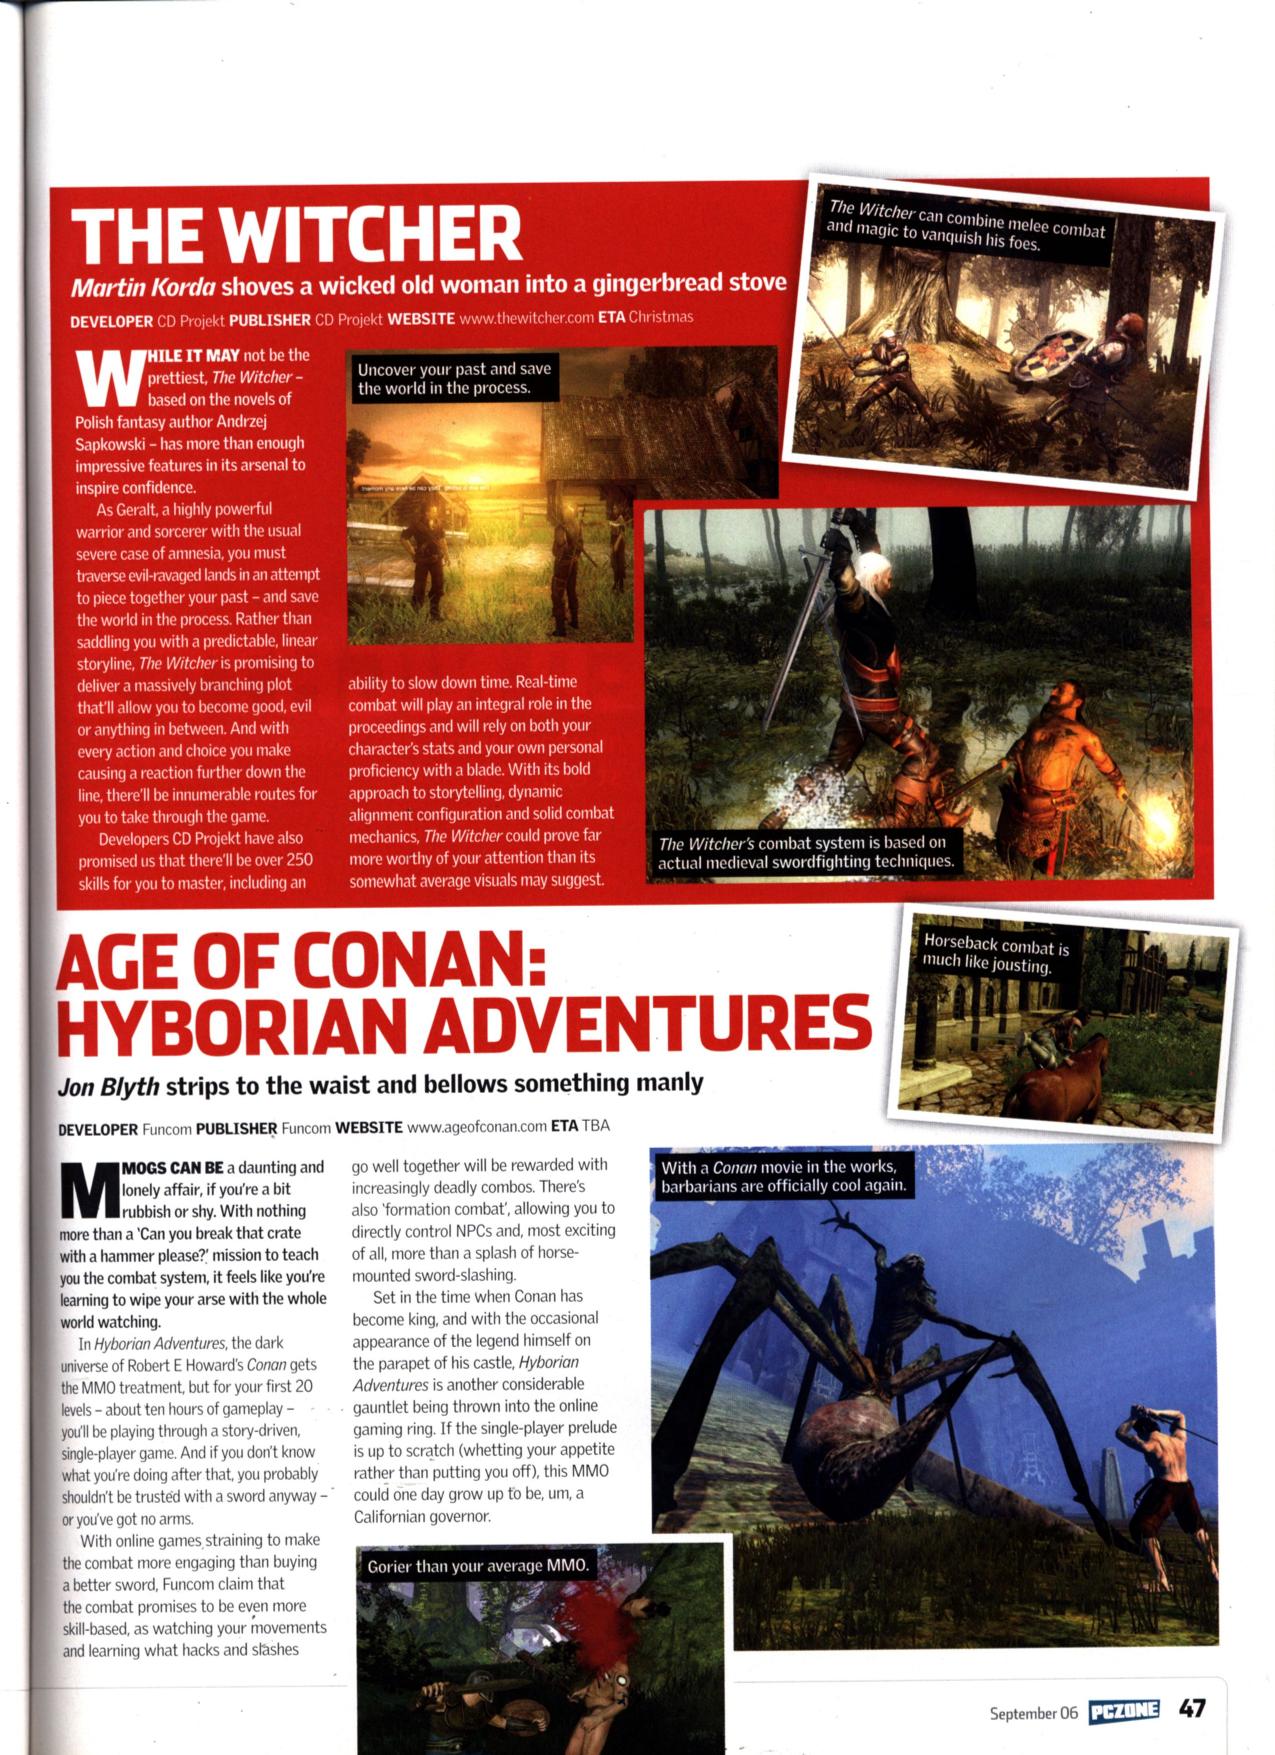 THE WITCHER
Martin Korda shoves a wicked old woman into a gingerbread stove
DEVELOPER CD Projekt PUBLISHER CD Projekt WEBSITE www.thewitcher.com ETA Christmas
WHILE IT MAY not be the
prettiest, The Witcher –
based on the novels of
Polish fantasy author Andrzej
Sapkowski – has more than enough
impressive features in its arsenal to
inspire confidence.
As Geralt, a highly powerful
warrior and sorcerer with the usual
severe case of amnesia, you must
traverse evil-ravaged lands in an attempt
to piece together your past – and save
the world in the process. Rather than
saddling you with a predictable, linear
storyline, The Witcher is promising to
deliver a massively branching plot
that'll allow you to become good, evil
or anything in between. And with
every action and choice you make
causing a reaction further down the
line, there'll be innumerable routes for
you to take through the game.
Developers CD Projekt have also
promised us that there'll be over 250
skills for you to master, including an
ability to slow down time. Real-time
combat will play an integral role in the
proceedings and will rely on both your
character's stats and your own personal
proficiency with a blade. With its bold
approach to storytelling, dynamic
alignment configuration and solid combat
mechanics, The Witcher could prove far
more worthy of your attention than its
somewhat average visuals may suggest.
Uncover your past and save
the world in the process.
The Witcher can combine melee combat
and magic to vanquish his foes.
The Witcher's combat system is based on
actual medieval swordfighting techniques.
AGE OF CONAN:
HYBORIAN ADVENTURES
Jon Blyth strips to the waist and bellows something manly
DEVELOPER Funcom PUBLISHER Funcom WEBSITE www.ageofconan.com ETA TBA
MMOGS CAN BE a daunting and
lonely affair, if you're a bit
rubbish or shy. With nothing
more than a 'Can you break that crate
with a hammer please?' mission to teach
you the combat system, it feels like you're
learning to wipe your arse with the whole
world watching.
In Hyborian Adventures, the dark
universe of Robert E Howard's Conan gets
the MMO treatment, but for your first 20
levels – about ten hours of gameplay –
you'll be playing through a story-driven,
single-player game. And if you don't know
what you're doing after that, you probably
shouldn't be trusted with a sword anyway –
or you've got no arms.
With online games straining to make
the combat more engaging than buying
a better sword, Funcom claim that
the combat promises to be even more
skill-based, as watching your movements
and learning what hacks and slashes
go well together will be rewarded with
increasingly deadly combos. There's
also 'formation combat', allowing you to
directly control NPCs and, most exciting
of all, more than a splash of horse-
mounted sword-slashing.
Set in the time when Conan has
become king, and with the occasional
appearance of the legend himself on
the parapet of his castle, Hyborian
Adventures is another considerable
gauntlet being thrown into the online
gaming ring. If the single-player prelude
is up to scratch (whetting your appetite
rather than putting you off), this MMO
could one day grow up to be, um, a
Californian governor.
Horseback combat is
much like jousting.
With a Conan movie in the works,
barbarians are officially cool again.
Gorier than your average MMO.
September 06 PCZONE 47